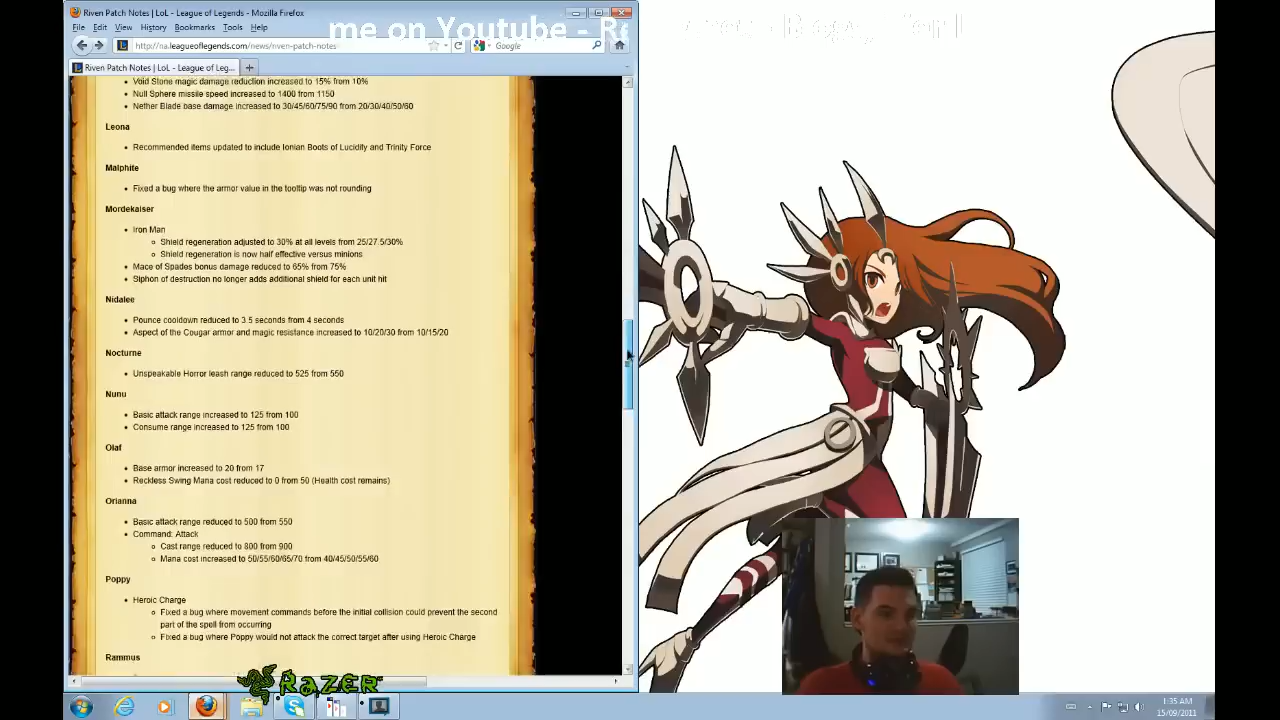 Riven Patch Notes | LoL - League of Legends - Mozilla Firefox
me on Youtube - R
File Edit View History Bookmarks Tools Help
http://na.leagueoflegends.com/news/riven-patch-notes
Google
Riven Patch Notes | LoL - League of Leg...
Void Stone magic damage reduction increased to 15% from 10%
Null Sphere missile speed increased to 1400 from 1150
Nether Blade base damage increased to 30/45/60/75/90 from 20/30/40/50/60
Leona
Recommended items updated to include Ionian Boots of Lucidity and Trinity Force
Malphite
Fixed a bug where the armor value in the tooltip was not rounding
Mordekaiser
Iron Man
Shield regeneration adjusted to 30% at all levels from 25/27.5/30%
Shield regeneration is now half effective versus minions
Mace of Spades bonus damage reduced to 65% from 75%
Siphon of destruction no longer adds additional shield for each unit hit
Nidalee
Pounce cooldown reduced to 3.5 seconds from 4 seconds
Aspect of the Cougar armor and magic resistance increased to 10/20/30 from 10/15/20
Nocturne
Unspeakable Horror leash range reduced to 525 from 550
Nunu
Basic attack range increased to 125 from 100
Consume range increased to 125 from 100
Olaf
Base armor increased to 20 from 17
Reckless Swing Mana cost reduced to 0 from 50 (Health cost remains)
Orianna
Basic attack range reduced to 500 from 550
Command: Attack
Cast range reduced to 800 from 900
Mana cost increased to 50/55/60/65/70 from 40/45/50/55/60
Poppy
Heroic Charge
Fixed a bug where movement commands before the initial collision could prevent the second
part of the spell from occurring
Fixed a bug where Poppy would not attack the correct target after using Heroic Charge
Rammus
RAZER
1:35 AM
15/09/2011